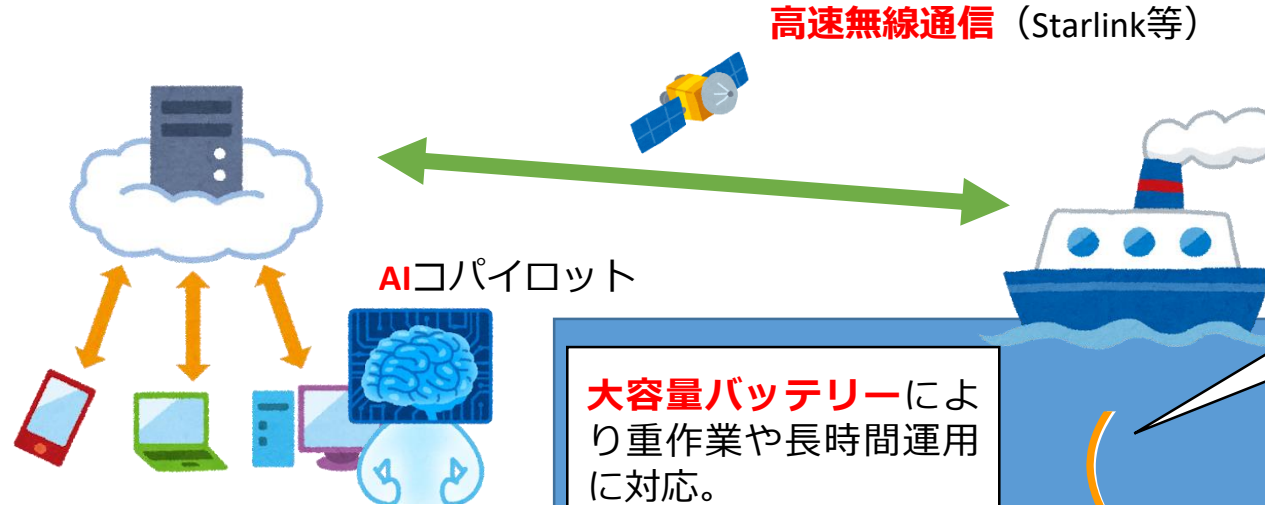 高速無線通信（Starlink等）
AIコパイロット
大容量バッテリーによ
り重作業や長時間運用
に対応。